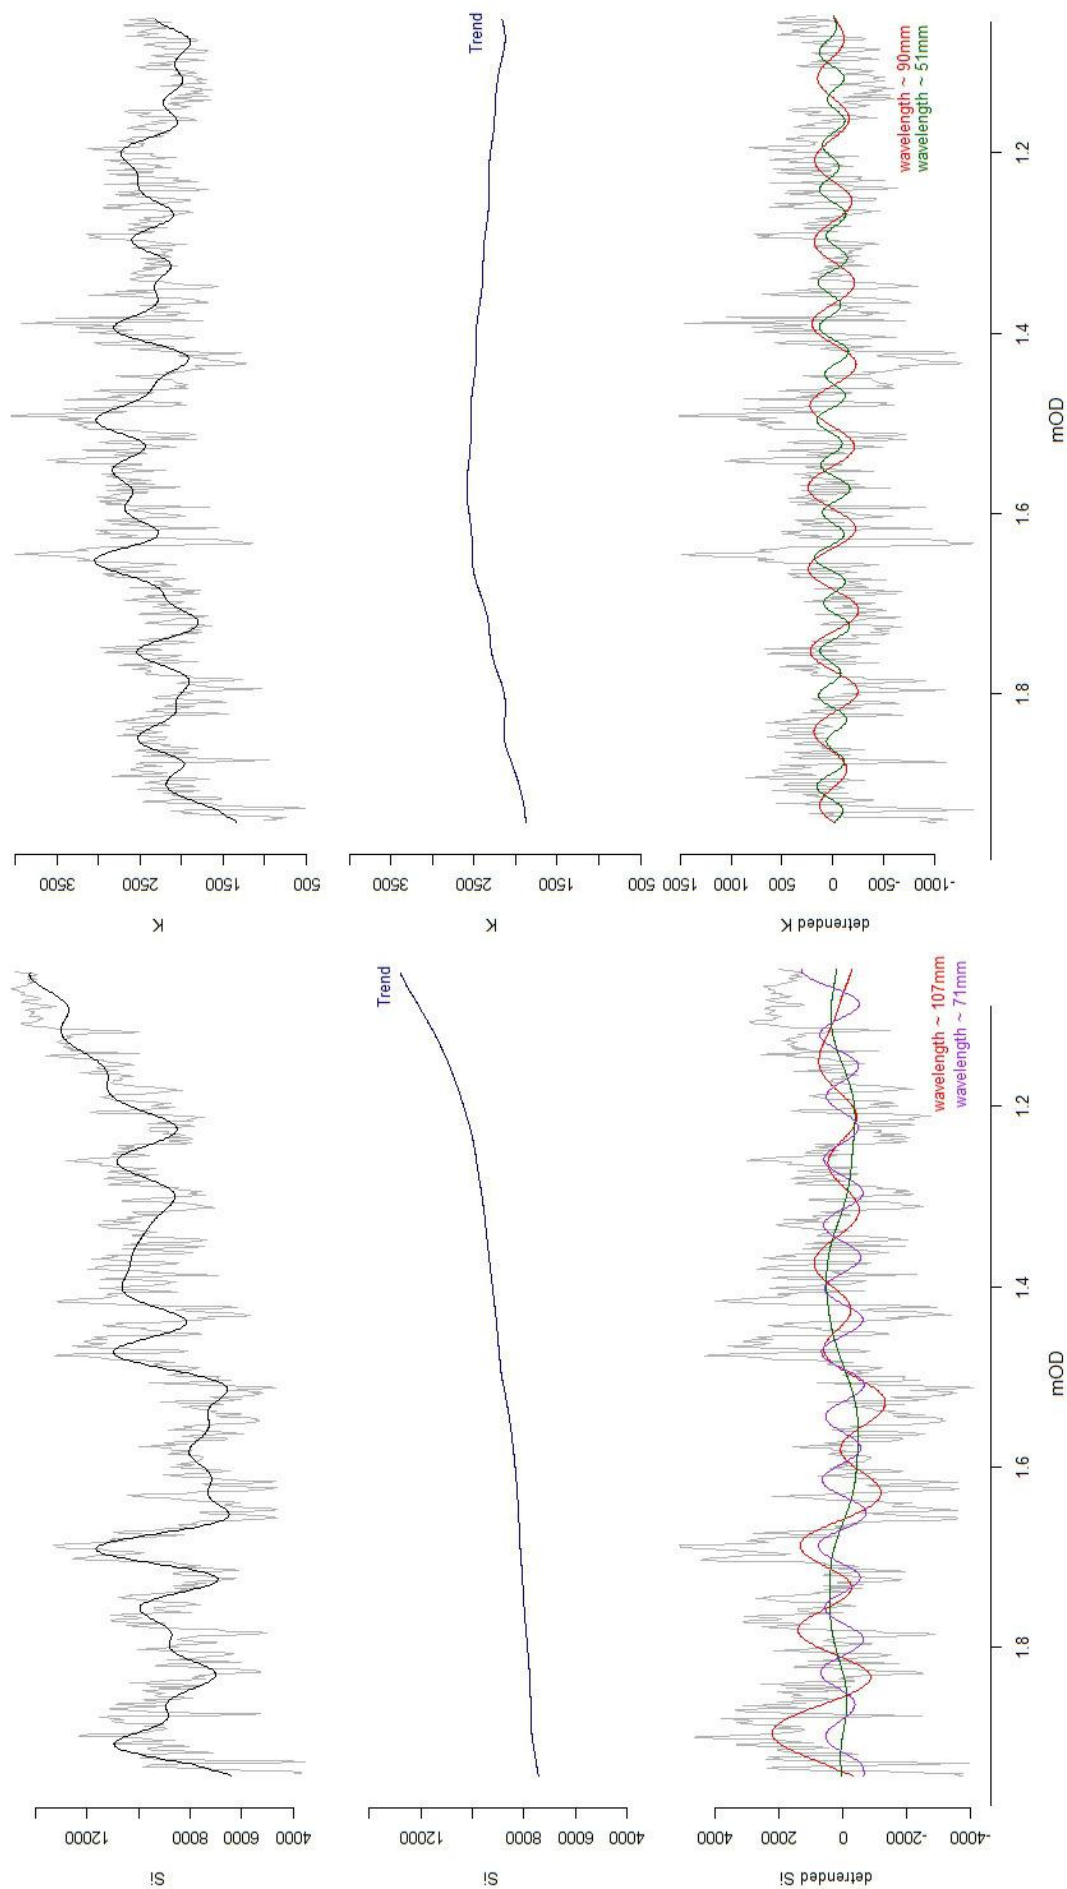 K
500
1500
2500
3500
K
500
1500
2500
3500
Trend
detrended K
-1000
-500
0
500
1000
1500
wavelength ~ 90mm
wavelength ~ 51mm
1.8
1.6
1.4
1.2
mOD
Si
4000
6000
8000
12000
Si
4000
8000
12000
Trend
detrended Si
-4000
-2000
0
2000
4000
wavelength ~ 107mm
wavelength ~ 71mm
1.8
1.6
1.4
1.2
mOD